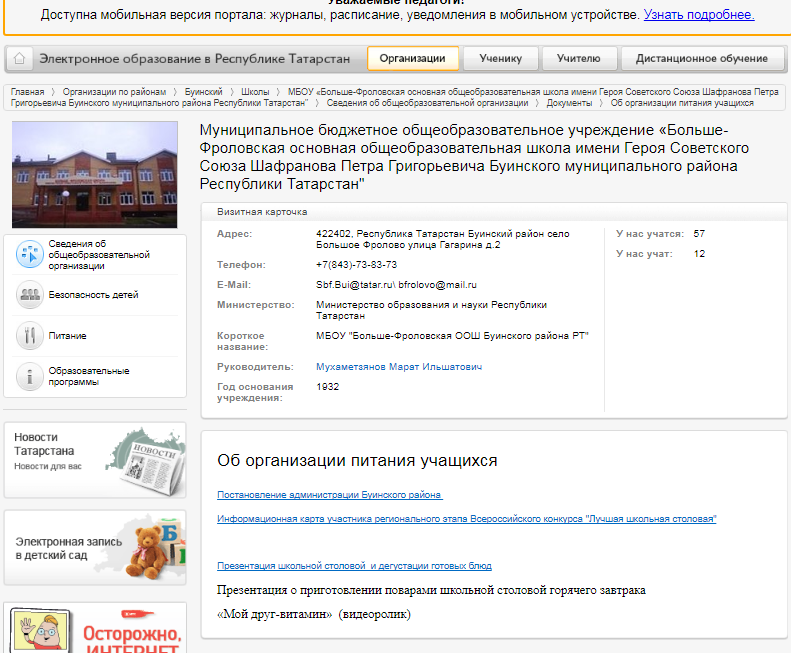 Уважаемые педагоги!
Доступна мобильная версия портала: журналы, расписание, уведомления в мобильном устройстве. Узнать подробнее.
Электронное образование в Республике Татарстан
Организации
Ученику
Учителю
Дистанционное обучение
Главная 〉 Организации по районам 〉 Буинский 〉 Школы 〉 МБОУ «Больше-Фроловская основная общеобразовательная школа имени Героя Советского Союза Шафранова Петра
Григорьевича Буинского муниципального района Республики Татарстан" 〉 Сведения об общеобразовательной организации 〉 Документы 〉 Об организации питания учащихся
Муниципальное бюджетное общеобразовательное учреждение «Больше-
Фроловская основная общеобразовательная школа имени Героя Советского
Союза Шафранова Петра Григорьевича Буинского муниципального района
Республики Татарстан"
Сведения об
общеобразовательной
организации
Безопасность детей
Питание
Образовательные
программы
Визитная карточка
Адрес: 422402, Республика Татарстан Буинский район село
Большое Фролово улица Гагарина д.2
Телефон: +7(843)-73-83-73
E-Mail: Sbf.Bui@tatar.ru\ bfrolovo@mail.ru
Министерство: Министерство образования и науки Республики
Татарстан
Короткое
название: МБОУ "Больше-Фроловская ООШ Буинского района РТ"
Руководитель: Мухаметзянов Марат Ильшатович
Год основания
учреждения: 1932
У нас учатся: 57
У нас учат: 12
Новости
Татарстана
Новости для вас
НОВОСТИ
Электронная запись
в детский сад
Осторожно,
ИНТЕРНЕТ
Об организации питания учащихся
Постановление администрации Буинского района
Информационная карта участника регионального этапа Всероссийского конкурса "Лучшая школьная столовая"
Презентация школьной столовой и дегустации готовых блюд
Презентация о приготовлении поварами школьной столовой горячего завтрака
«Мой друг-витамин» (видеоролик)